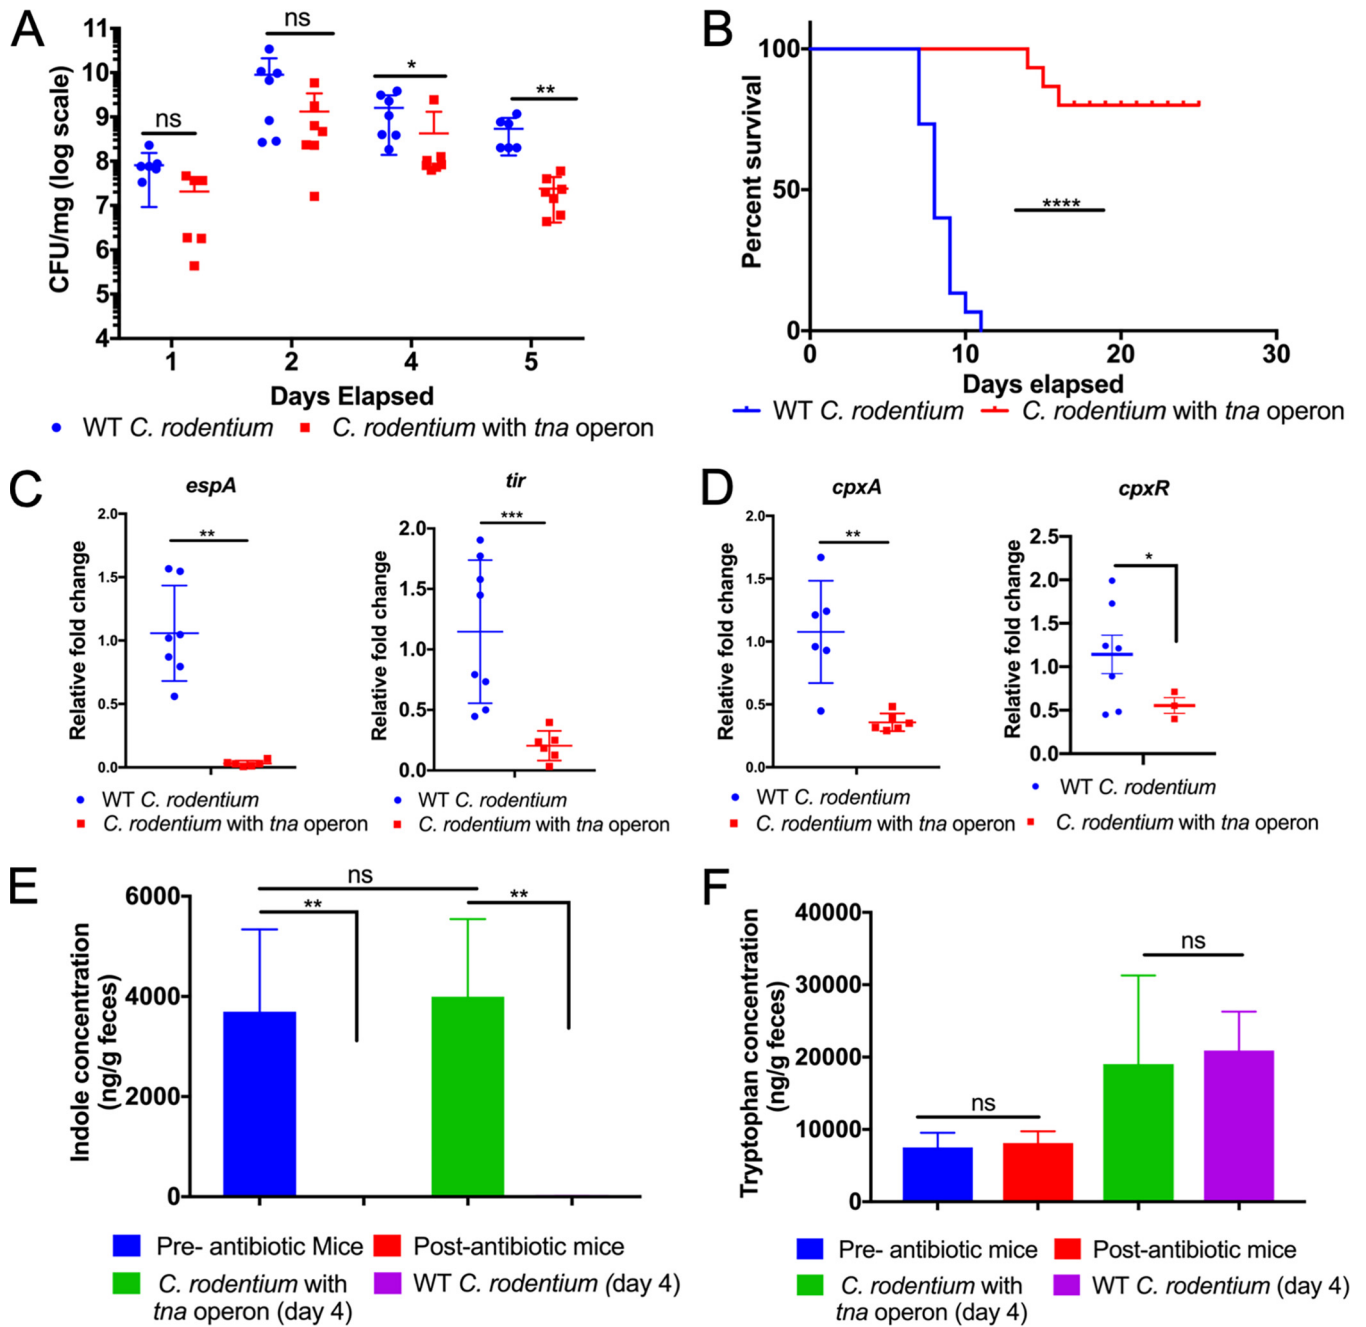 A
ns
ns
*
**
11
10
9
8
7
6
5
4
CFU/mg (log scale)
1 2 4 5
Days Elapsed
WT C. rodentium C. rodentium with tna operon
B
100
50
0
Percent survival
****
0 10 20 30
Days elapsed
WT C. rodentium C. rodentium with tna operon
C
espA
**
2.0
1.5
1.0
0.5
0.0
Relative fold change
WT C. rodentium
C. rodentium with tna operon
tir
***
2.0
1.5
1.0
0.5
0.0
Relative fold change
WT C. rodentium
C. rodentium with tna operon
D
cpxA
**
2.0
1.5
1.0
0.5
0.0
Relative fold change
WT C. rodentium
C. rodentium with tna operon
cpxR
*
2.5
2.0
1.5
1.0
0.5
0.0
Relative fold change
WT C. rodentium
C. rodentium with tna operon
E
ns
**
**
6000
4000
2000
0
Indole concentration
(ng/g feces)
Pre- antibiotic Mice Post-antibiotic mice
C. rodentium with WT C. rodentium (day 4)
tna operon (day 4)
F
ns
ns
40000
30000
20000
10000
0
Tryptophan concentration
(ng/g feces)
Pre- antibiotic mice Post-antibiotic mice
C. rodentium with WT C. rodentium (day 4)
tna operon (day 4)